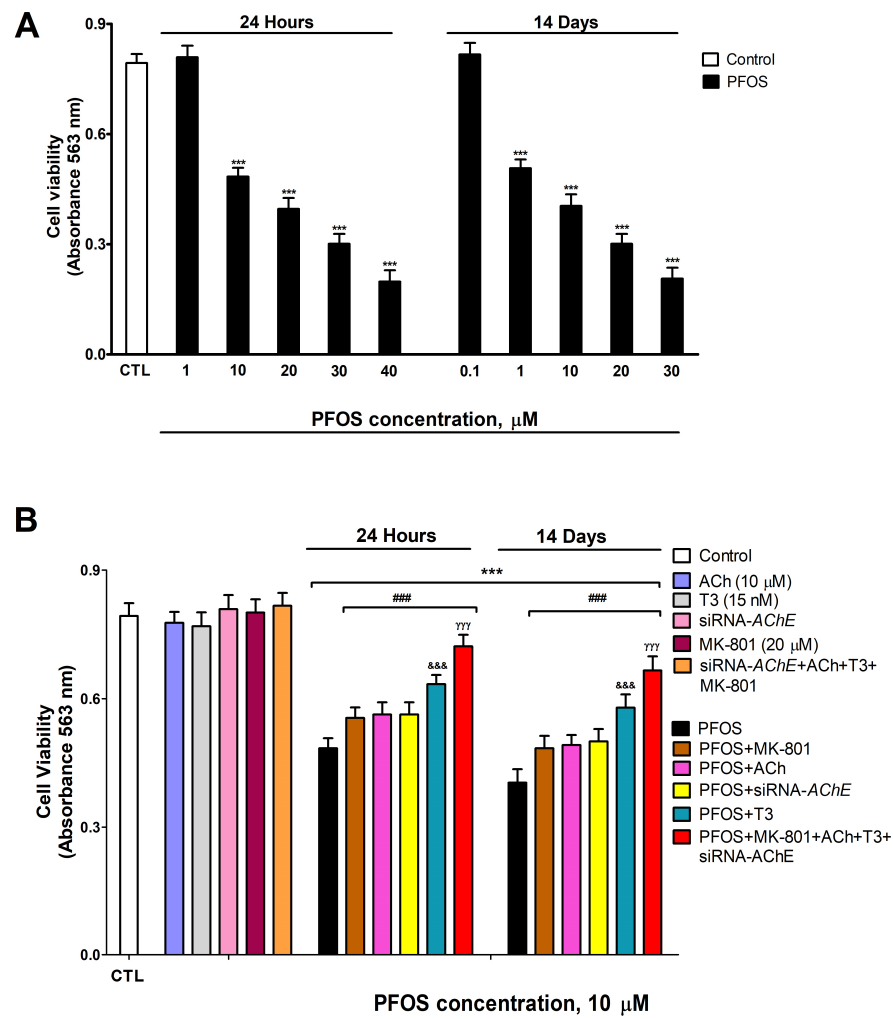 A
24 Hours
14 Days
Control
PFOS
Cell viability
(Absorbance 563 nm)
0.9
0.6
0.3
0.0
***
***
***
***
***
***
***
***
CTL
1
10
20
30
40
0.1
1
10
20
30
PFOS concentration, μM
B
24 Hours
14 Days
Cell Viability
(Absorbance 563 nm)
0.9
0.6
0.3
0.0
***
###
###
&&&
γγγ
&&&
γγγ
CTL
PFOS concentration, 10 μM
Control
ACh (10 μM)
T3 (15 nM)
siRNA-AChE
MK-801 (20 μM)
siRNA-AChE+ACh+T3+
MK-801
PFOS
PFOS+MK-801
PFOS+ACh
PFOS+siRNA-AChE
PFOS+T3
PFOS+MK-801+ACh+T3+
siRNA-AChE